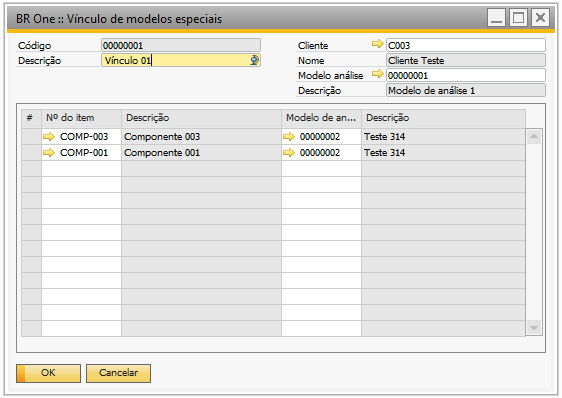 BR One :: Vínculo de modelos especiais
Código 00000001 Cliente C003
Descrição Vínculo 01 Nome Cliente Teste
Modelo análise 00000001
Descrição Modelo de análise 1
# Nº do item Descrição Modelo de an... Descrição
COMP-003 Componente 003 00000002 Teste 314
COMP-001 Componente 001 00000002 Teste 314
OK Cancelar